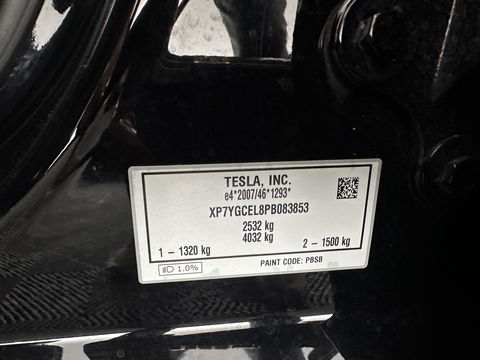 TESLA, INC.
e4*2007/46*1293*
XP7YGCEL8PB083853
2532 kg
4032 kg
1 – 1320 kg 2 – 1500 kg
1.0%
PAINT CODE: PBSB